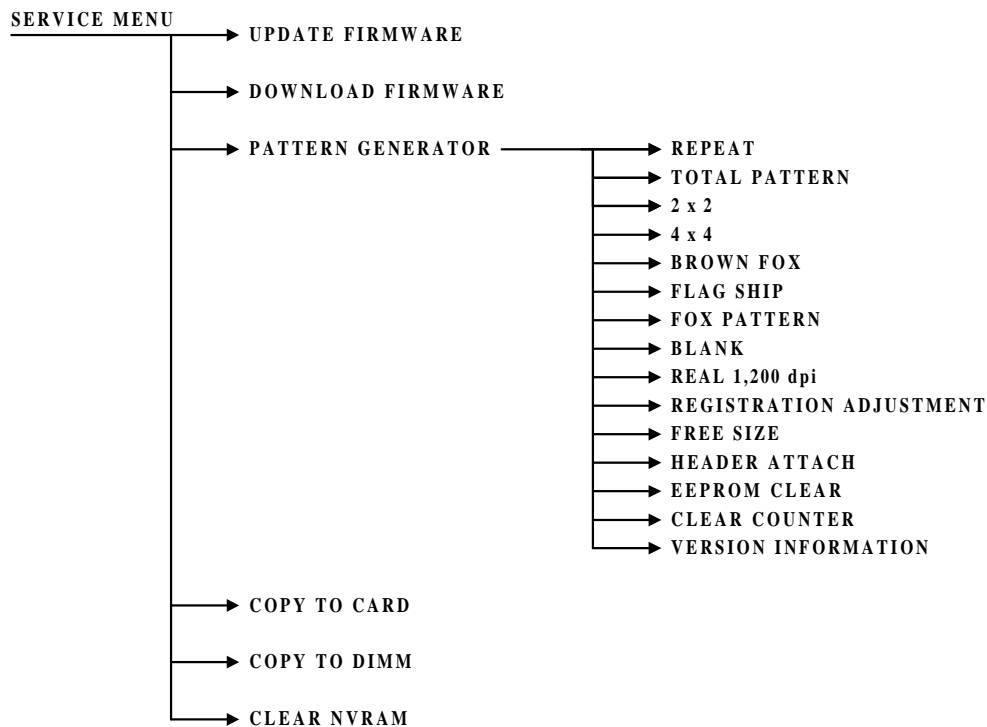 SERVICE MENU
UPDATE FIRMWARE
DOWNLOAD FIRMWARE
PATTERN GENERATOR
REPEAT
TOTAL PATTERN
2 x 2
4 x 4
BROWN FOX
FLAG SHIP
FOX PATTERN
BLANK
REAL 1,200 dpi
REGISTRATION ADJUSTMENT
FREE SIZE
HEADER ATTACH
EEPROM CLEAR
CLEAR COUNTER
VERSION INFORMATION
COPY TO CARD
COPY TO DIMM
CLEAR NVRAM